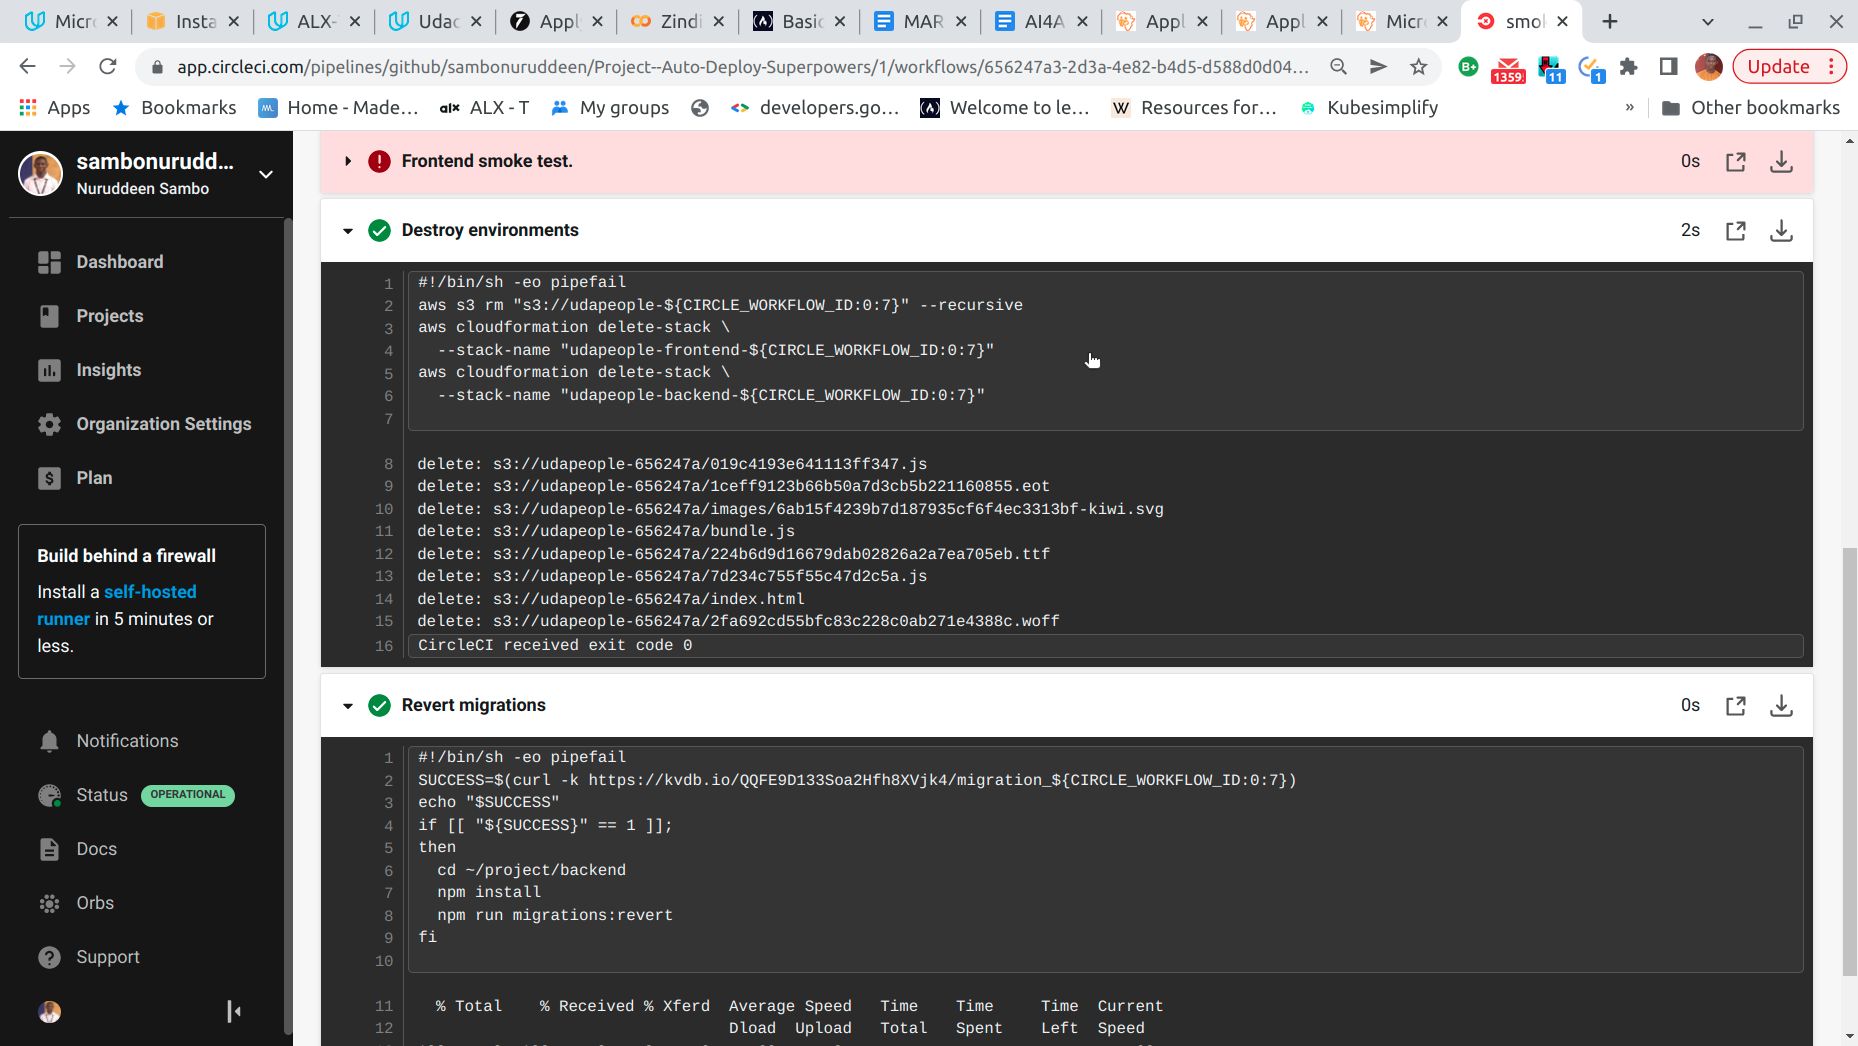 Micro
Insta
ALX-T
Udac
Apply
Zindi
Basic
MAR
AI4A
Appl
Appl
Micro
smok
app.circleci.com/pipelines/github/sambonuruddeen/Project--Auto-Deploy-Superpowers/1/workflows/656247a3-2d3a-4e82-b4d5-d588d0d04...
B+
1359
11
1
Update
Apps
Bookmarks
Home - Made...
alx ALX - T
My groups
developers.go...
Welcome to le...
W Resources for...
Kubesimplify
»
Other bookmarks
sambonurudd...
Nuruddeen Sambo
Dashboard
Projects
Insights
Organization Settings
Plan
Build behind a firewall
Install a self-hosted
runner in 5 minutes or
less.
Notifications
Status OPERATIONAL
Docs
Orbs
Support
Frontend smoke test.
0s
Destroy environments
2s
1 #!/bin/sh -eo pipefail
2 aws s3 rm "s3://udapeople-${CIRCLE_WORKFLOW_ID:0:7}" --recursive
3 aws cloudformation delete-stack \
4 --stack-name "udapeople-frontend-${CIRCLE_WORKFLOW_ID:0:7}"
5 aws cloudformation delete-stack \
6 --stack-name "udapeople-backend-${CIRCLE_WORKFLOW_ID:0:7}"
7
8 delete: s3://udapeople-656247a/019c4193e641113ff347.js
9 delete: s3://udapeople-656247a/1ceff9123b66b50a7d3cb5b221160855.eot
10 delete: s3://udapeople-656247a/images/6ab15f4239b7d187935cf6f4ec3313bf-kiwi.svg
11 delete: s3://udapeople-656247a/bundle.js
12 delete: s3://udapeople-656247a/224b6d9d16679dab02826a2a7ea705eb.ttf
13 delete: s3://udapeople-656247a/7d234c755f55c47d2c5a.js
14 delete: s3://udapeople-656247a/index.html
15 delete: s3://udapeople-656247a/2fa692cd55bfc83c228c0ab271e4388c.woff
16 CircleCI received exit code 0
Revert migrations
0s
1 #!/bin/sh -eo pipefail
2 SUCCESS=$(curl -k https://kvdb.io/QQFE9D133Soa2Hfh8XVjk4/migration_${CIRCLE_WORKFLOW_ID:0:7})
3 echo "$SUCCESS"
4 if [[ "${SUCCESS}" == 1 ]];
5 then
6 cd ~/project/backend
7 npm install
8 npm run migrations:revert
9 fi
10
11 % Total % Received % Xferd Average Speed Time Time Time Current
12 Dload Upload Total Spent Left Speed